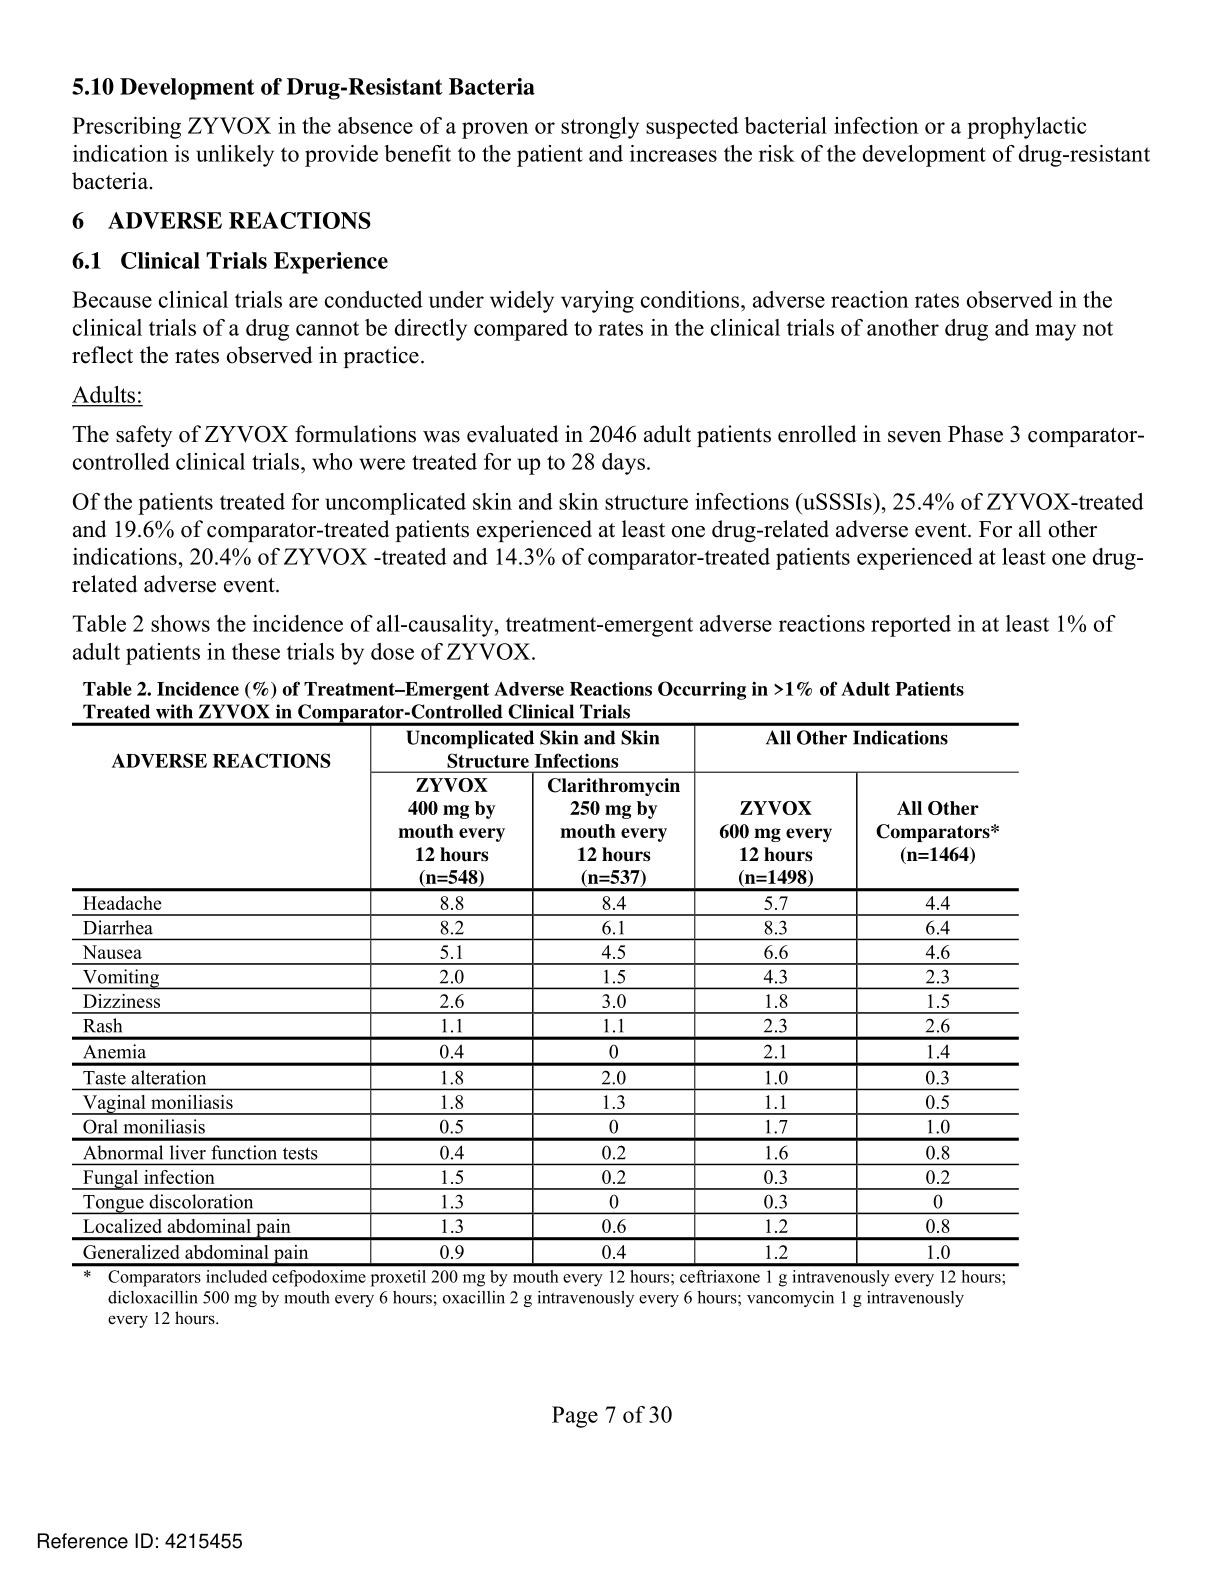 5.10 Development of Drug-Resistant Bacteria
Prescribing ZYVOX in the absence of a proven or strongly suspected bacterial infection or a prophylactic
indication is unlikely to provide benefit to the patient and increases the risk of the development of drug-resistant
bacteria.
6 ADVERSE REACTIONS
6.1 Clinical Trials Experience
Because clinical trials are conducted under widely varying conditions, adverse reaction rates observed in the
clinical trials of a drug cannot be directly compared to rates in the clinical trials of another drug and may not
reflect the rates observed in practice.
Adults:
The safety of ZYVOX formulations was evaluated in 2046 adult patients enrolled in seven Phase 3 comparator-
controlled clinical trials, who were treated for up to 28 days.
Of the patients treated for uncomplicated skin and skin structure infections (uSSSIs), 25.4% of ZYVOX-treated
and 19.6% of comparator-treated patients experienced at least one drug-related adverse event. For all other
indications, 20.4% of ZYVOX -treated and 14.3% of comparator-treated patients experienced at least one drug-
related adverse event.
Table 2 shows the incidence of all-causality, treatment-emergent adverse reactions reported in at least 1% of
adult patients in these trials by dose of ZYVOX.
Table 2. Incidence (%) of Treatment–Emergent Adverse Reactions Occurring in >1% of Adult Patients
Treated with ZYVOX in Comparator-Controlled Clinical Trials
ADVERSE REACTIONS
Uncomplicated Skin and Skin
Structure Infections
All Other Indications
ZYVOX
400 mg by
mouth every
12 hours
(n=548)
Clarithromycin
250 mg by
mouth every
12 hours
(n=537)
ZYVOX
600 mg every
12 hours
(n=1498)
All Other
Comparators*
(n=1464)
Headache 8.8 8.4 5.7 4.4
Diarrhea 8.2 6.1 8.3 6.4
Nausea 5.1 4.5 6.6 4.6
Vomiting 2.0 1.5 4.3 2.3
Dizziness 2.6 3.0 1.8 1.5
Rash 1.1 1.1 2.3 2.6
Anemia 0.4 0 2.1 1.4
Taste alteration 1.8 2.0 1.0 0.3
Vaginal moniliasis 1.8 1.3 1.1 0.5
Oral moniliasis 0.5 0 1.7 1.0
Abnormal liver function tests 0.4 0.2 1.6 0.8
Fungal infection 1.5 0.2 0.3 0.2
Tongue discoloration 1.3 0 0.3 0
Localized abdominal pain 1.3 0.6 1.2 0.8
Generalized abdominal pain 0.9 0.4 1.2 1.0
* Comparators included cefpodoxime proxetil 200 mg by mouth every 12 hours; ceftriaxone 1 g intravenously every 12 hours;
dicloxacillin 500 mg by mouth every 6 hours; oxacillin 2 g intravenously every 6 hours; vancomycin 1 g intravenously
every 12 hours.
Page 7 of 30
Reference ID: 4215455